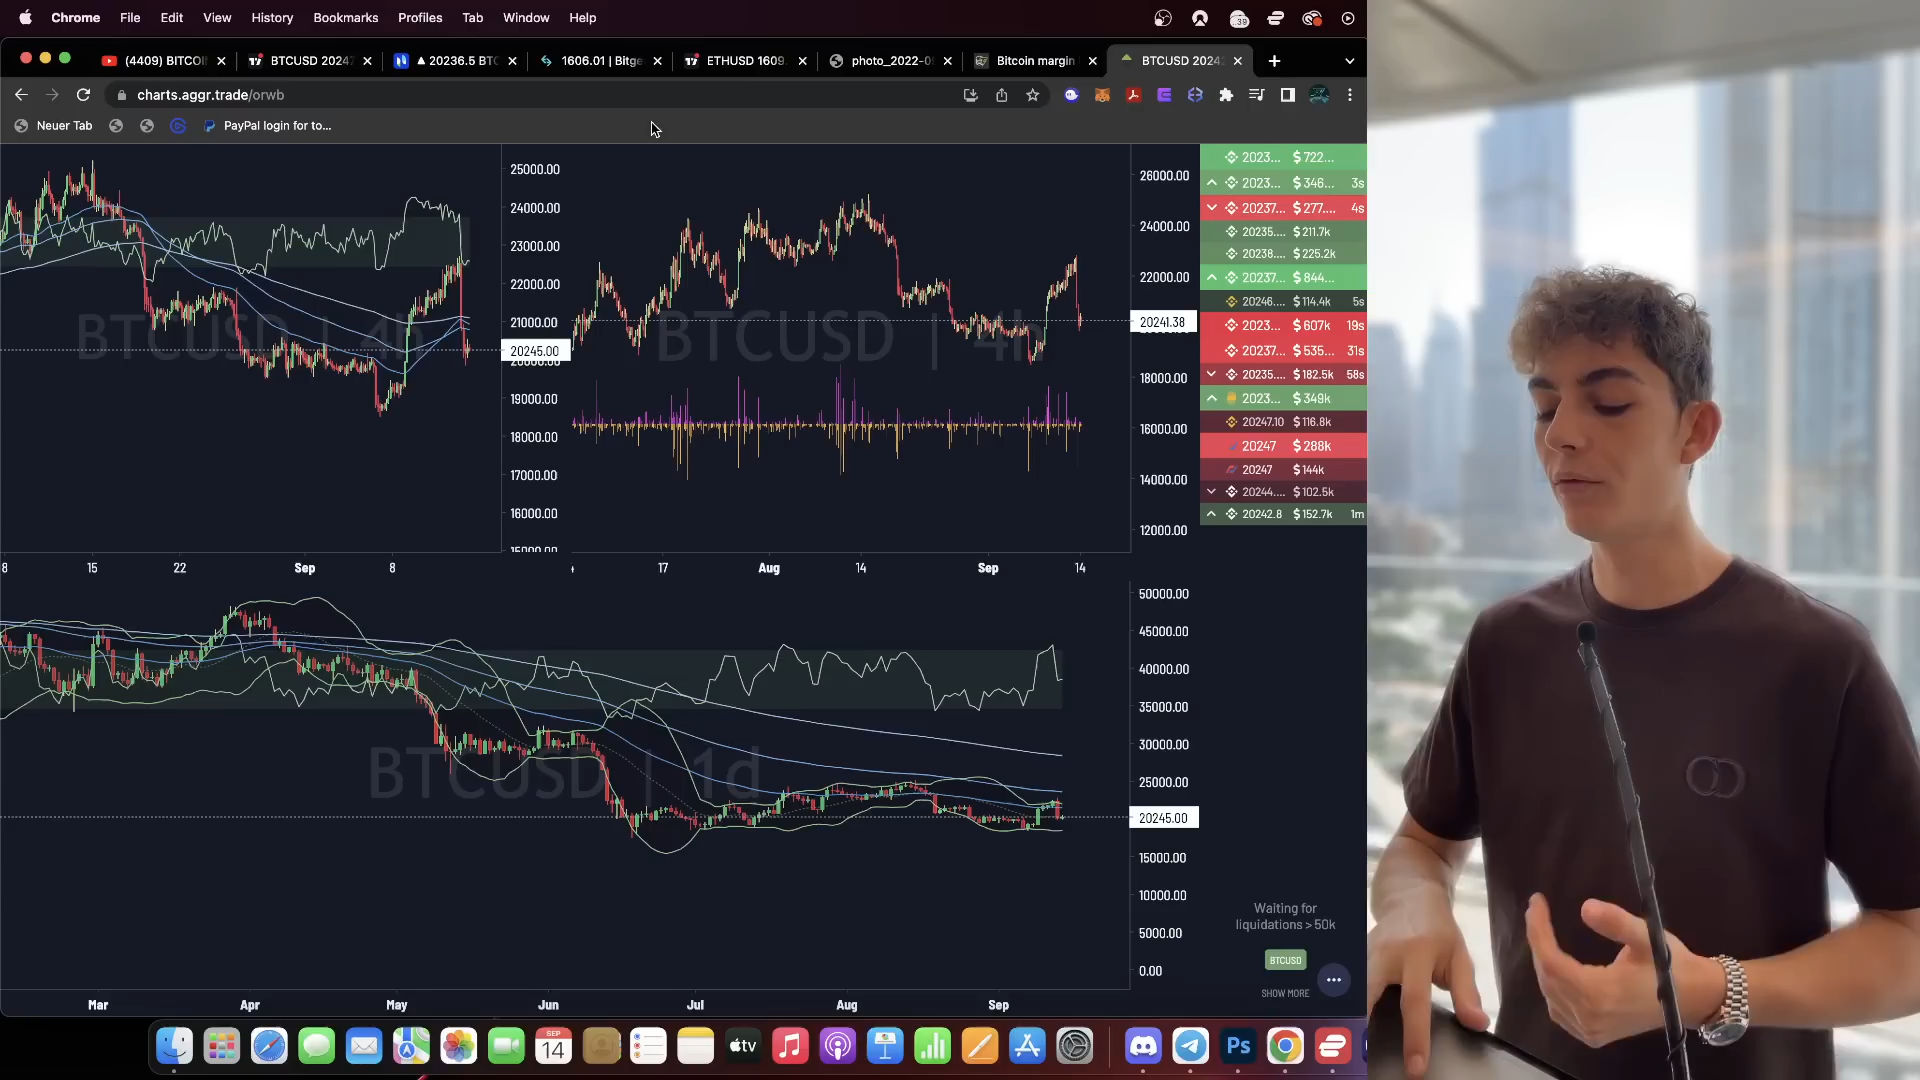 Chrome File Edit View History Bookmarks Profiles Tab Window Help
(4409) BITCOI BTCUSD 2024 ▲ 20236.5 BTC 1606.01 | Bitge ETHUSD 1609. photo_2022-0 Bitcoin margin BTCUSD 2024
charts.aggr.trade/orwb
Neuer Tab PayPal login for to...
25000.00
24000.00
23000.00
22000.00
21000.00
20245.00
19000.00
18000.00
17000.00
16000.00
BTCUSD | 4h
8 15 22 Sep 8
26000.00
24000.00
22000.00
20241.38
18000.00
16000.00
14000.00
12000.00
BTCUSD | 4h
17 Aug 14 Sep 14
2023... $ 722...
2023... $ 346... 3s
20237... $ 277.... 4s
20235.... $ 211.7k
20238.... $ 225.2k
20237... $ 844...
20246.... $ 114.4k 5s
2023... $ 607k 19s
20237... $ 535... 31s
20235.... $ 182.5k 58s
2023... $ 349k
20247.10 $ 116.8k
20247 $ 288k
20247 $ 144k
20244.... $ 102.5k
20242.8 $ 152.7k 1m
50000.00
45000.00
40000.00
35000.00
30000.00
25000.00
20245.00
15000.00
10000.00
5000.00
0.00
BTCUSD | 1d
Mar Apr May Jun Jul Aug Sep
Waiting for
liquidations > 50k
BTCUSD
SHOW MORE
SEP
14
tv
Ps